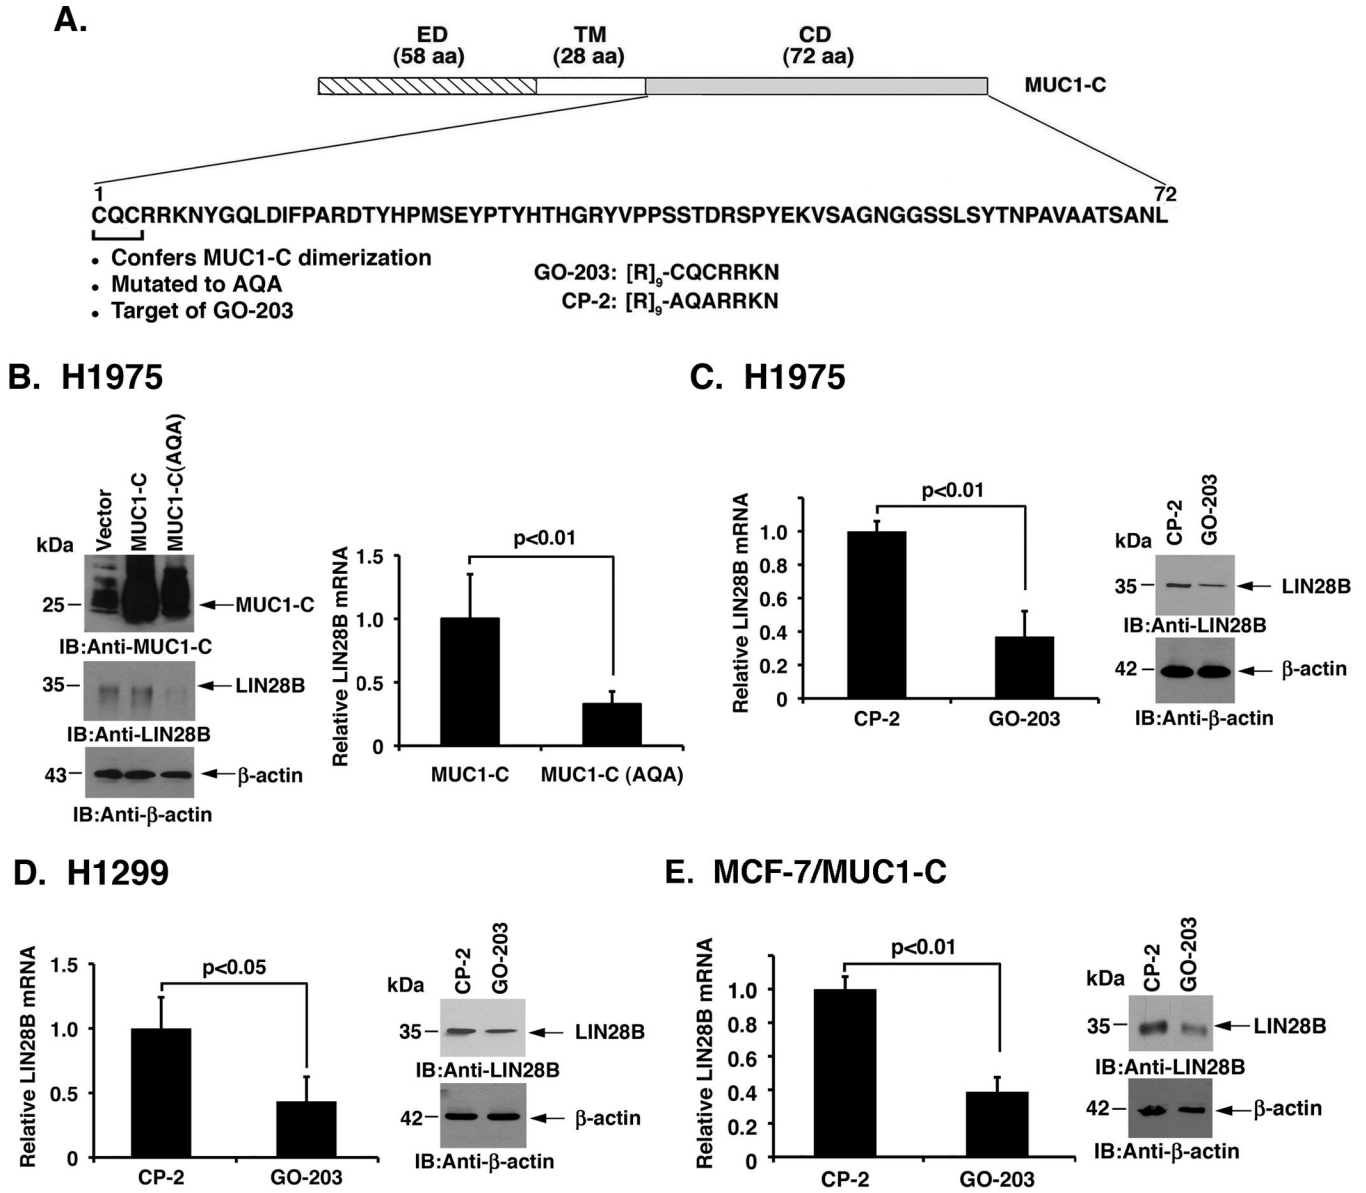 A.
ED
(58 aa)
TM
(28 aa)
CD
(72 aa)
MUC1-C
1
72
CQCRRKNYGQLDIFPARDTYHPMSEYPTYHTHGRYVPPSSTDRSPYEKVSAGNGGSSLSYTNPAVAATSANL
• Confers MUC1-C dimerization
• Mutated to AQA
• Target of GO-203
GO-203: [R]9-CQCRRKN
CP-2: [R]9-AQARRKN
B. H1975
Vector
MUC1-C
MUC1-C(AQA)
kDa
25
MUC1-C
IB:Anti-MUC1-C
35
LIN28B
IB:Anti-LIN28B
43
β-actin
IB:Anti-β-actin
Relative LIN28B mRNA
1.5
1.0
0.5
0
p<0.01
MUC1-C
MUC1-C (AQA)
C. H1975
Relative LIN28B mRNA
1.0
0.8
0.6
0.4
0.2
0
p<0.01
CP-2
GO-203
CP-2
GO-203
kDa
35
LIN28B
IB:Anti-LIN28B
42
β-actin
IB:Anti-β-actin
D. H1299
Relative LIN28B mRNA
1.5
1.0
0.5
0
p<0.05
CP-2
GO-203
CP-2
GO-203
kDa
35
LIN28B
IB:Anti-LIN28B
42
β-actin
IB:Anti-β-actin
E. MCF-7/MUC1-C
Relative LIN28B mRNA
1.0
0.8
0.6
0.4
0.2
0
p<0.01
CP-2
GO-203
CP-2
GO-203
kDa
35
LIN28B
IB:Anti-LIN28B
42
β-actin
IB:Anti-β-actin